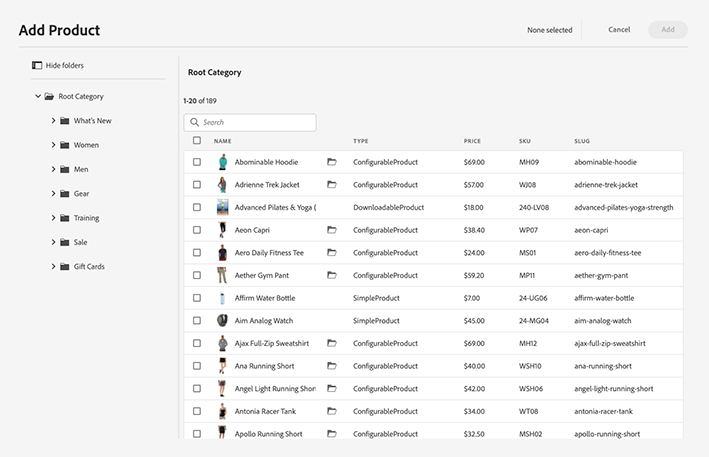 Add Product
None selected
Cancel
Add
Hide folders
Root Category
What's New
Women
Men
Gear
Training
Sale
Gift Cards
Root Category
1-20 of 189
Search
NAME TYPE PRICE SKU SLUG
Abominable Hoodie ConfigurableProduct $69.00 MH09 abominable-hoodie
Adrienne Trek Jacket ConfigurableProduct $57.00 WJ08 adrienne-trek-jacket
Advanced Pilates & Yoga ( DownloadableProduct $18.00 240-LV08 advanced-pilates-yoga-strength
Aeon Capri ConfigurableProduct $38.40 WP07 aeon-capri
Aero Daily Fitness Tee ConfigurableProduct $24.00 MS01 aero-daily-fitness-tee
Aether Gym Pant ConfigurableProduct $59.20 MP11 aether-gym-pant
Affirm Water Bottle SimpleProduct $7.00 24-UG06 affirm-water-bottle
Aim Analog Watch SimpleProduct $45.00 24-MG04 aim-analog-watch
Ajax Full-Zip Sweatshirt ConfigurableProduct $69.00 MH12 ajax-full-zip-sweatshirt
Ana Running Short ConfigurableProduct $40.00 WSH10 ana-running-short
Angel Light Running Shor ConfigurableProduct $42.00 WSH06 angel-light-running-short
Antonia Racer Tank ConfigurableProduct $34.00 WT08 antonia-racer-tank
Apollo Running Short ConfigurableProduct $32.50 MSH02 apollo-running-short